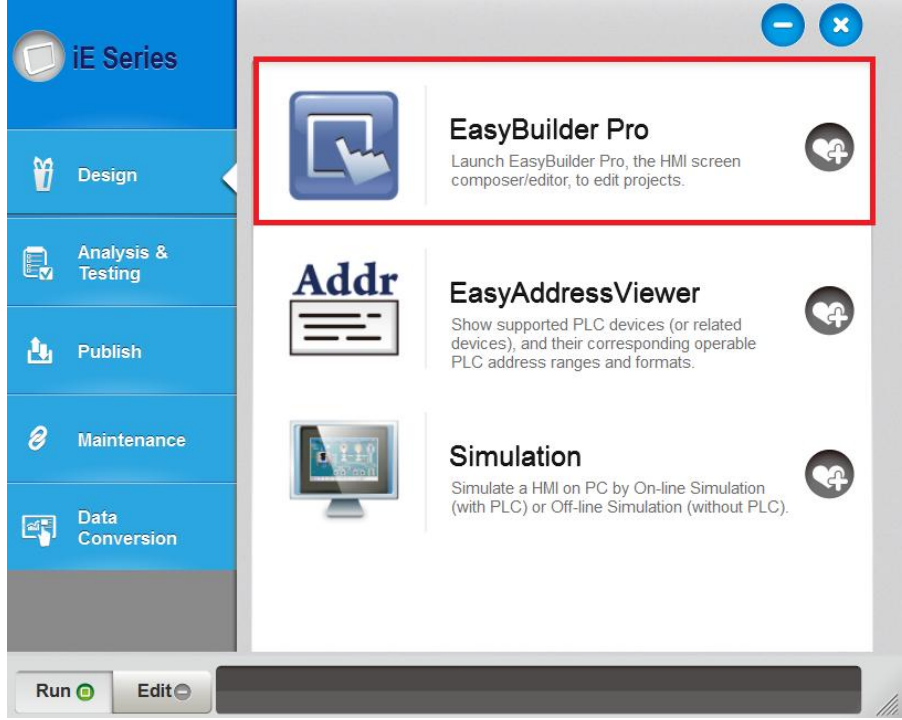 iE Series
Design
Analysis &
Testing
Publish
Maintenance
Data
Conversion
EasyBuilder Pro
Launch EasyBuilder Pro, the HMI screen
composer/editor, to edit projects.
Addr
EasyAddressViewer
Show supported PLC devices (or related
devices), and their corresponding operable
PLC address ranges and formats.
Simulation
Simulate a HMI on PC by On-line Simulation
(with PLC) or Off-line Simulation (without PLC).
Run
Edit